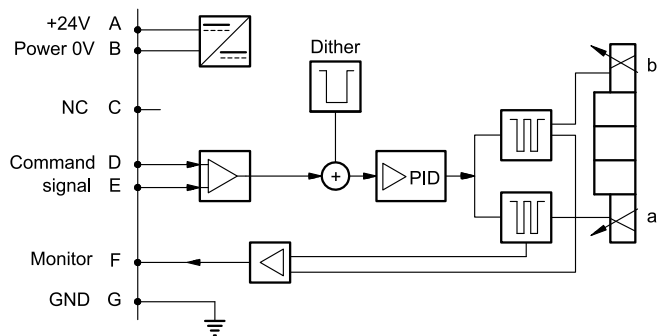 +24V A
Power 0V B
Dither
b
NC C
Command D
signal E
+
PID
a
Monitor F
GND G